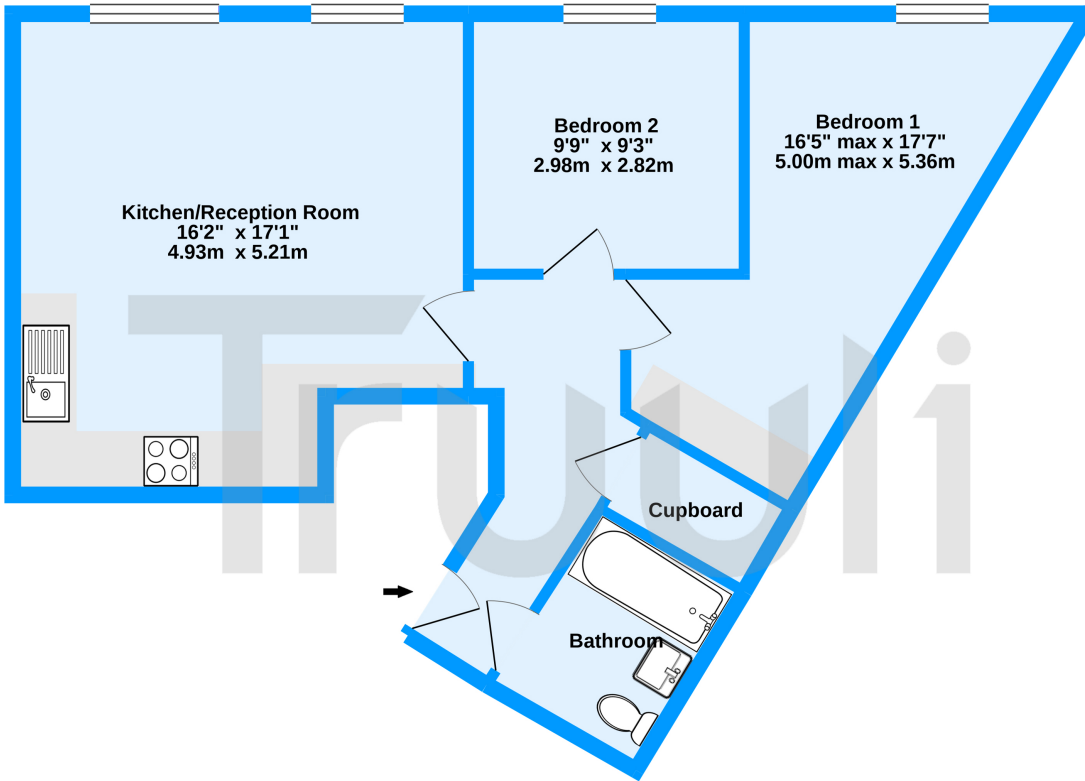 Bedroom 2
9'9" x 9'3"
2.98m x 2.82m
Bedroom 1
16'5" max x 17'7"
5.00m max x 5.36m
Kitchen/Reception Room
16'2" x 17'1"
4.93m x 5.21m
Truuli
Cupboard
Bathroom